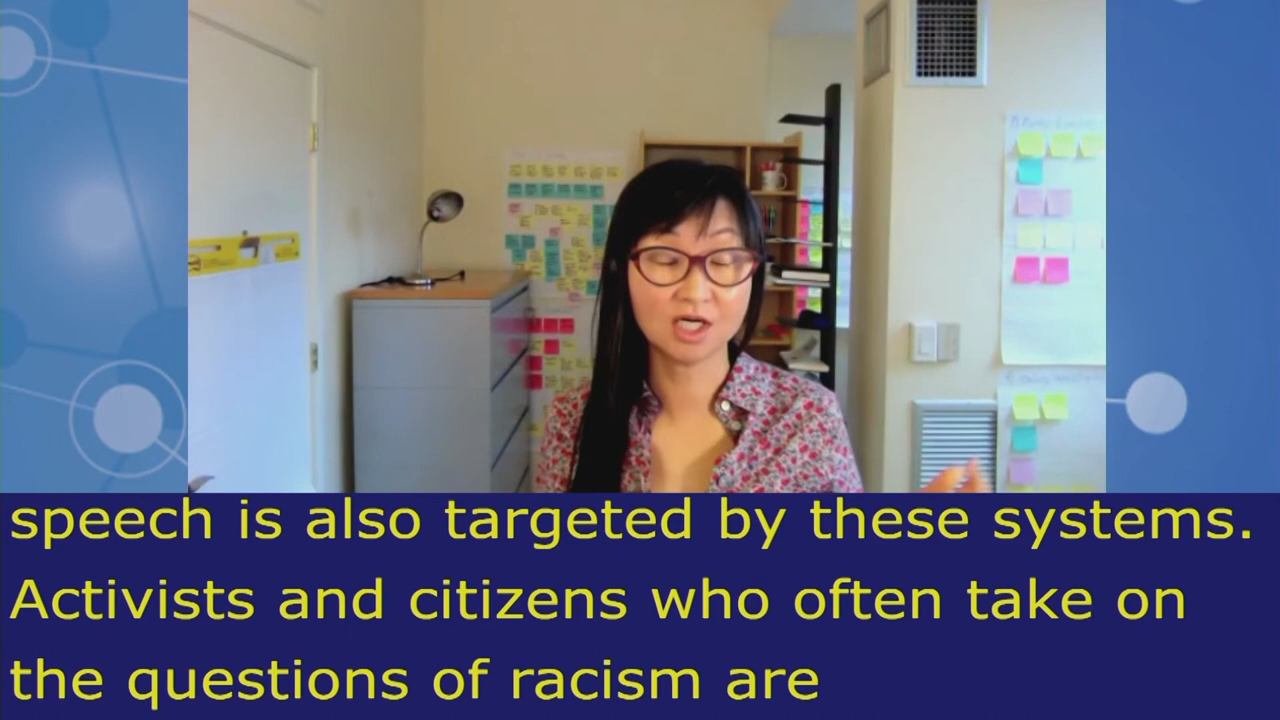 speech is also targeted by these systems.
Activists and citizens who often take on
the questions of racism are